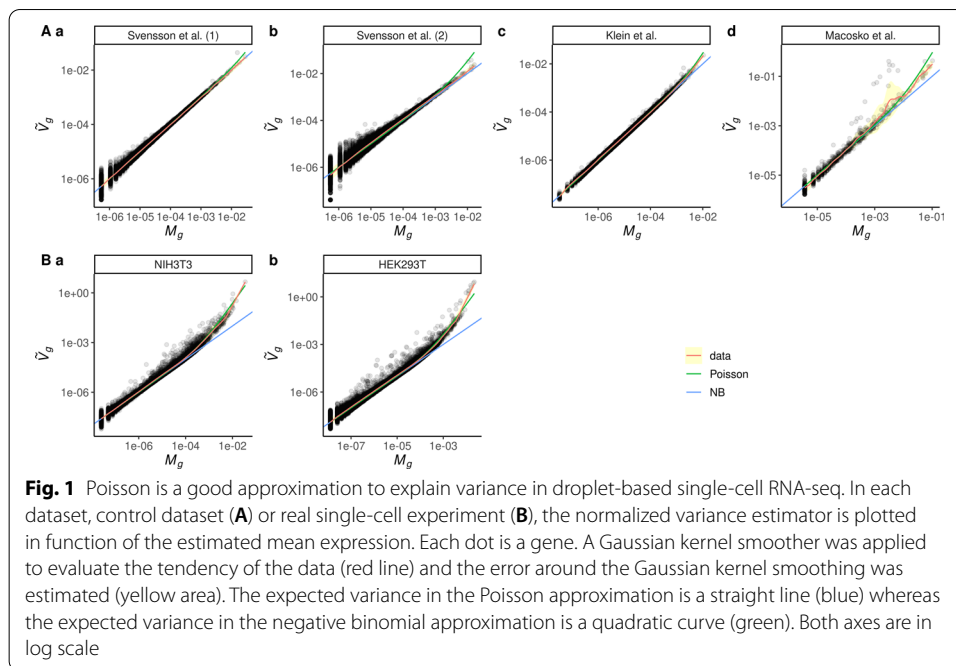 A a
Svensson et al. (1)
1e-02
1e-04
1e-06
Ṽg
1e-06 1e-05 1e-04 1e-03 1e-02
Mg
b
Svensson et al. (2)
1e-02
1e-04
1e-06
Ṽg
1e-06 1e-05 1e-04 1e-03 1e-02
Mg
c
Klein et al.
1e-02
1e-04
1e-06
Ṽg
1e-06 1e-04 1e-02
Mg
d
Macosko et al.
1e-01
1e-03
1e-05
Ṽg
1e-05 1e-03 1e-01
Mg
B a
NIH3T3
1e+00
1e-03
1e-06
Ṽg
1e-06 1e-04 1e-02
Mg
b
HEK293T
1e+00
1e-03
1e-06
Ṽg
1e-07 1e-05 1e-03
Mg
data
Poisson
NB
Fig. 1 Poisson is a good approximation to explain variance in droplet-based single-cell RNA-seq. In each
dataset, control dataset (A) or real single-cell experiment (B), the normalized variance estimator is plotted
in function of the estimated mean expression. Each dot is a gene. A Gaussian kernel smoother was applied
to evaluate the tendency of the data (red line) and the error around the Gaussian kernel smoothing was
estimated (yellow area). The expected variance in the Poisson approximation is a straight line (blue) whereas
the expected variance in the negative binomial approximation is a quadratic curve (green). Both axes are in
log scale